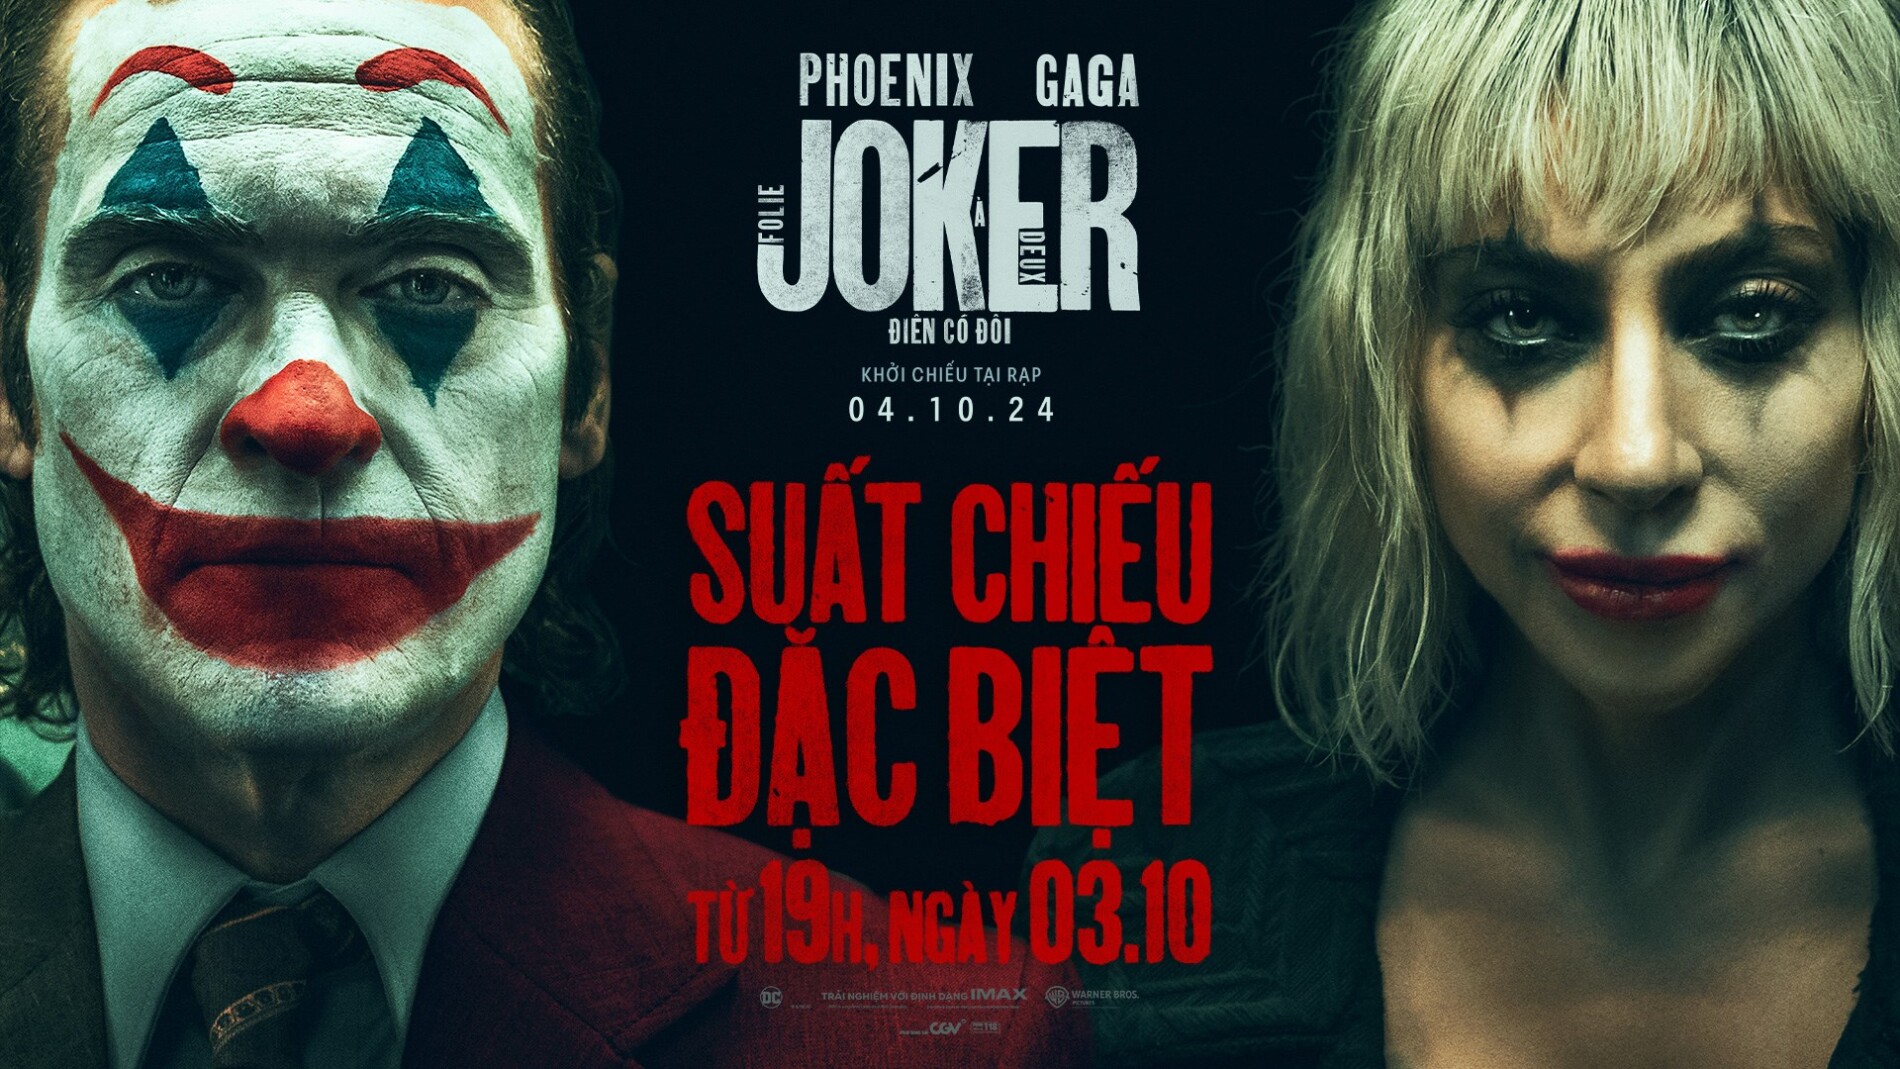 PHOENIX GAGA
JOKER
FOLIE
À
DEUX
ĐIÊN CÓ ĐÔI
KHỞI CHIẾU TẠI RẠP
04.10.24
SUẤT CHIẾU
ĐẶC BIỆT
TỪ 19H, NGÀY 03.10
DC
TRẢI NGHIỆM VỚI ĐỊNH DẠNG IMAX
WB WARNER BROS.
PICTURES
CGV